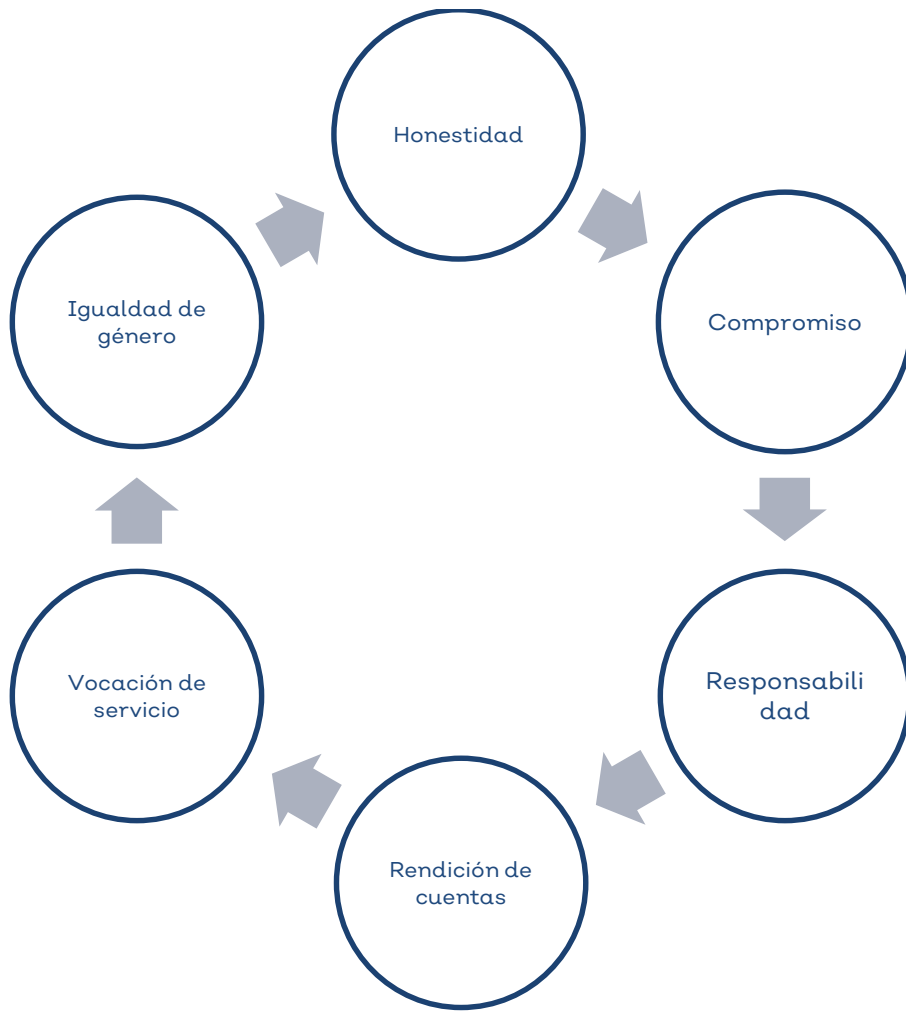 Honestidad
Compromiso
Responsabili
dad
Rendición de
cuentas
Vocación de
servicio
Igualdad de
género